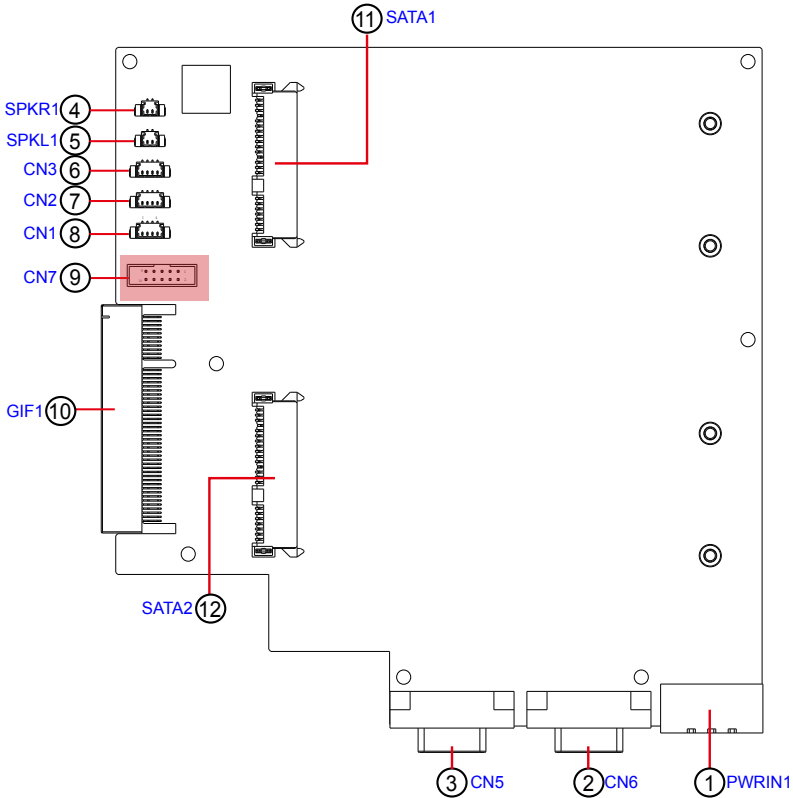 11 SATA1
SPKR1 4
SPKL1 5
CN3 6
CN2 7
CN1 8
CN7 9
GIF1 10
SATA2 12
3 CN5
2 CN6
1 PWRIN1